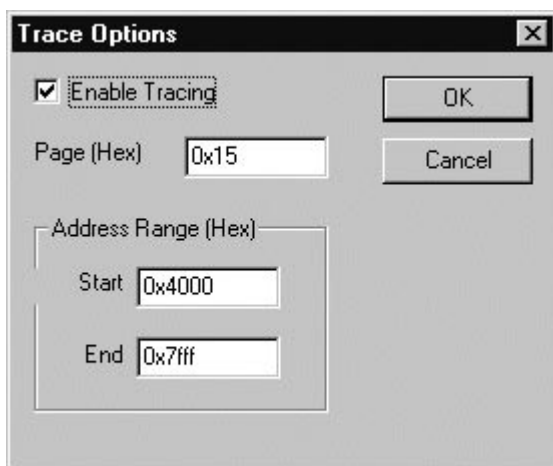 Trace Options
Enable Tracing
OK
Page (Hex) 0x15
Cancel
Address Range (Hex)
Start 0x4000
End 0x7fff